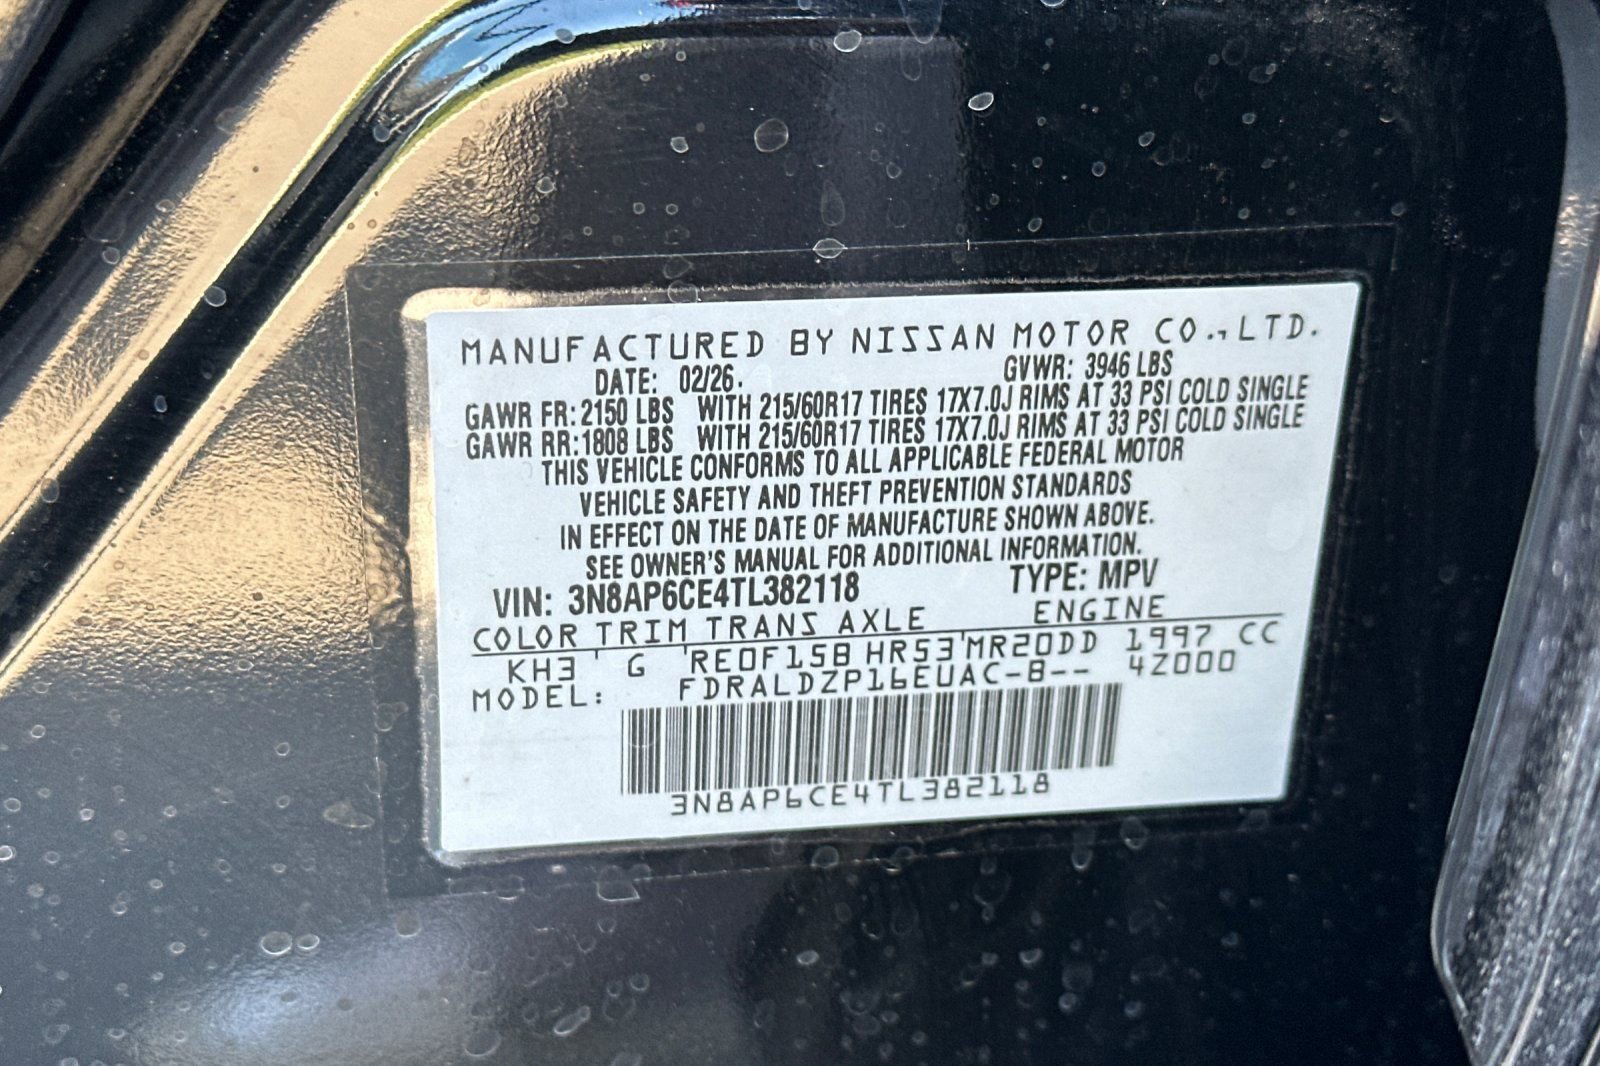 MANUFACTURED BY NISSAN MOTOR CO., LTD.
DATE: 02/26. GVWR: 3946 LBS
GAWR FR: 2150 LBS WITH 215/60R17 TIRES 17X7.0J RIMS AT 33 PSI COLD SINGLE
GAWR RR: 1808 LBS WITH 215/60R17 TIRES 17X7.0J RIMS AT 33 PSI COLD SINGLE
THIS VEHICLE CONFORMS TO ALL APPLICABLE FEDERAL MOTOR
VEHICLE SAFETY AND THEFT PREVENTION STANDARDS
IN EFFECT ON THE DATE OF MANUFACTURE SHOWN ABOVE.
SEE OWNER'S MANUAL FOR ADDITIONAL INFORMATION.
VIN: 3N8AP6CE4TL382118 TYPE: MPV
COLOR TRIM TRANS AXLE ENGINE
KH3 ' G 'RE0F15B HR53'MR20DD 1997 CC
MODEL: FDRALDZP16EUAC-B-- 4Z000
3N8AP6CE4TL382118